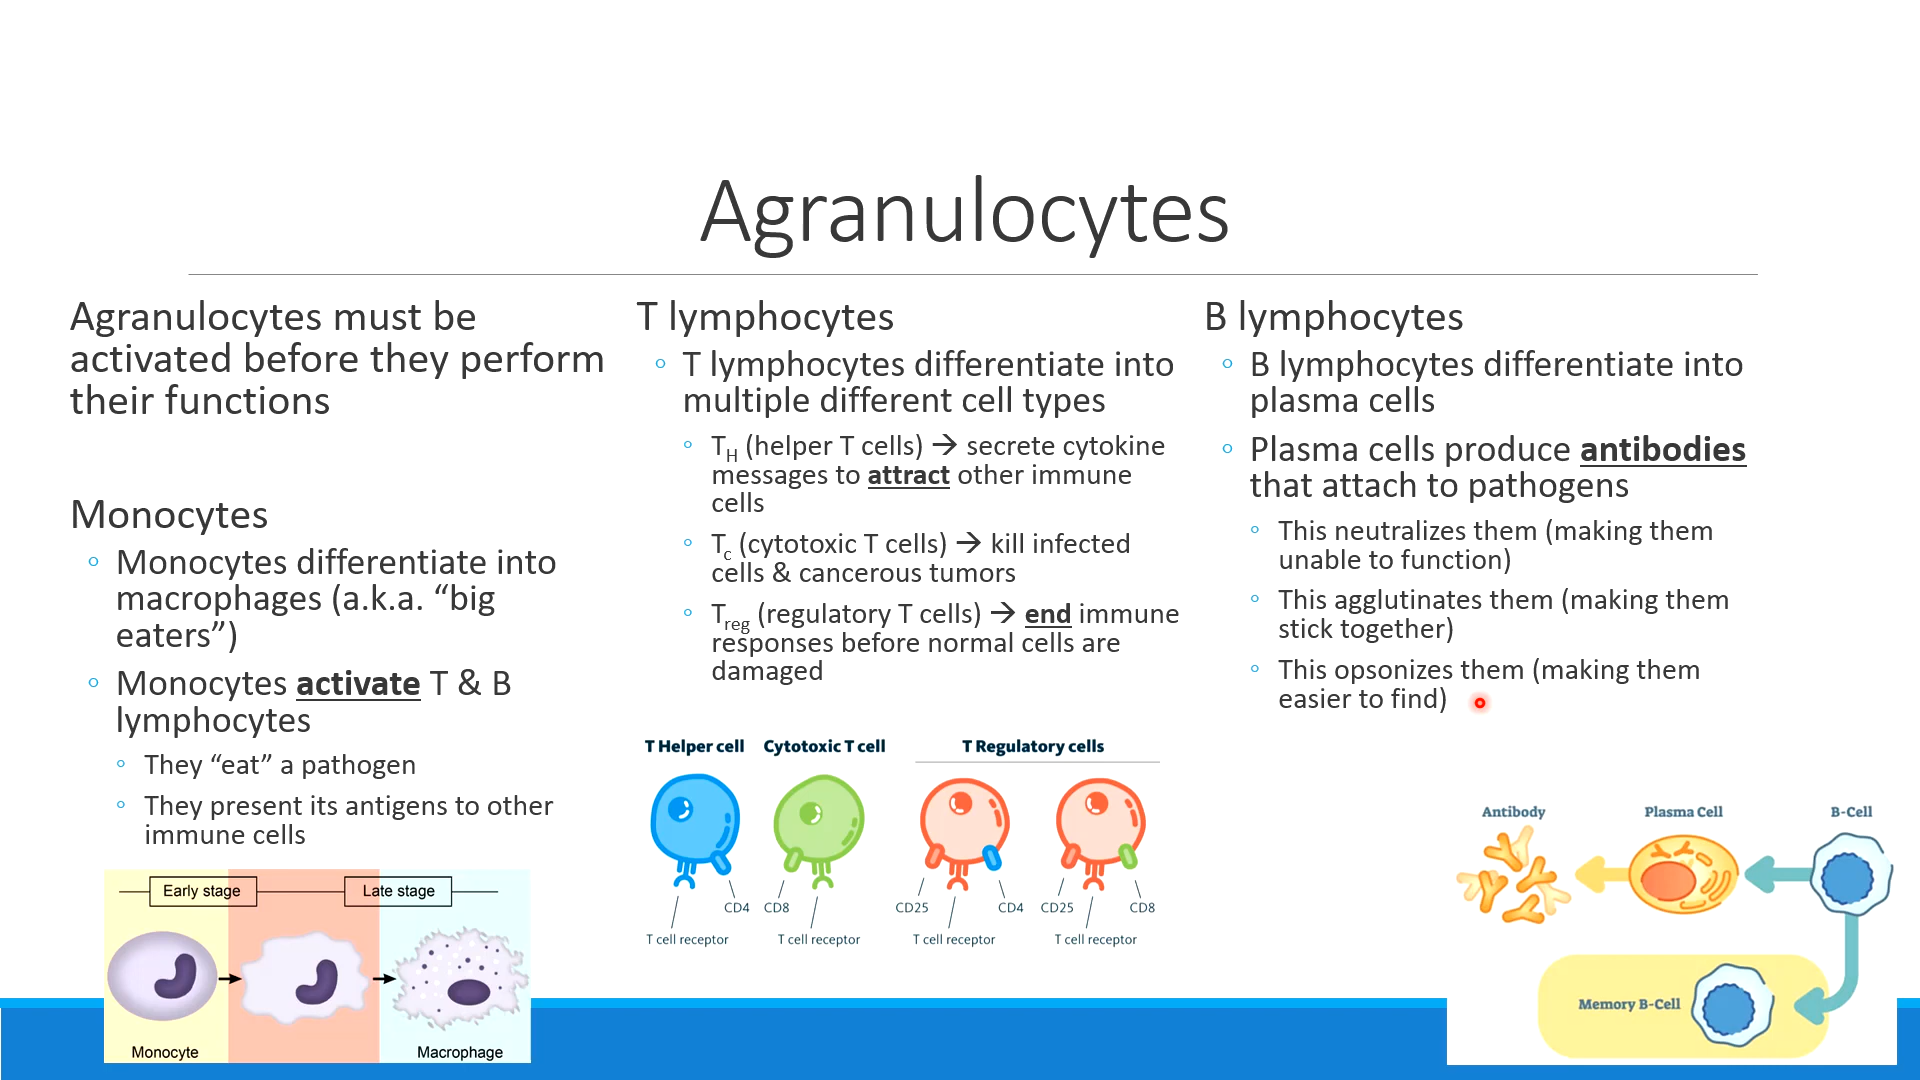 Agranulocytes
Agranulocytes must be
activated before they perform
their functions
Monocytes
◦ Monocytes differentiate into
macrophages (a.k.a. “big
eaters”)
◦ Monocytes activate T & B
lymphocytes
◦ They “eat” a pathogen
◦ They present its antigens to other
immune cells
Early stage
Late stage
Monocyte
Macrophage
T lymphocytes
◦ T lymphocytes differentiate into
multiple different cell types
◦ TH (helper T cells) → secrete cytokine
messages to attract other immune
cells
◦ Tc (cytotoxic T cells) → kill infected
cells & cancerous tumors
◦ Treg (regulatory T cells) → end immune
responses before normal cells are
damaged
T Helper cell
Cytotoxic T cell
T Regulatory cells
CD4
CD8
CD25
CD4
CD25
CD8
T cell receptor
T cell receptor
T cell receptor
T cell receptor
B lymphocytes
◦ B lymphocytes differentiate into
plasma cells
◦ Plasma cells produce antibodies
that attach to pathogens
◦ This neutralizes them (making them
unable to function)
◦ This agglutinates them (making them
stick together)
◦ This opsonizes them (making them
easier to find)
Antibody
Plasma Cell
B-Cell
Memory B-Cell